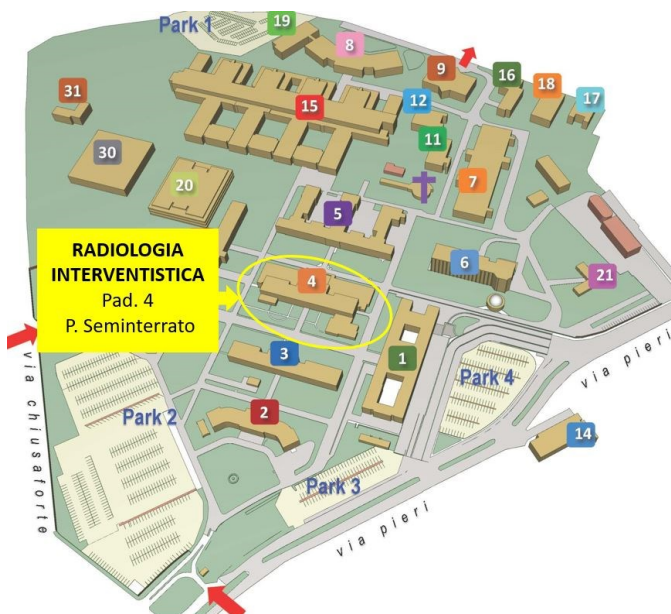 Park 1
19
8
9
16
18
17
12
31
15
11
30
20
7
5
RADIOLOGIA
INTERVENTISTICA
Pad. 4
P. Seminterrato
6
4
21
3
1
Park 4
via pieri
via chiusaforte
Park 2
2
14
Park 3
via pieri